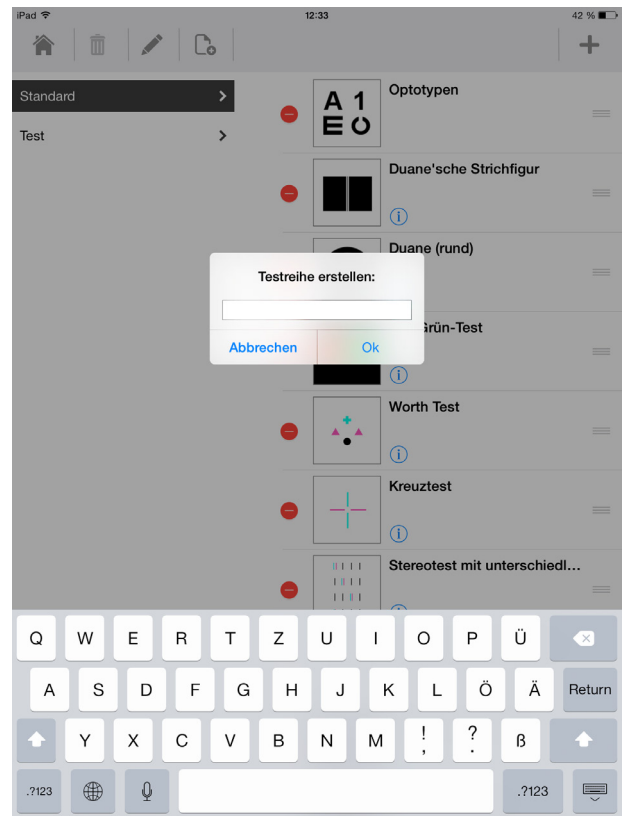 iPad 12:33 42 %
Standard
Test
A 1
E
Optotypen
Duane'sche Strichfigur
i
Duane (rund)
Testreihe erstellen:
Abbrechen Ok
Grün-Test
i
Worth Test
i
Kreuztest
i
Stereotest mit unterschiedl...
Q W E R T Z U I O P Ü
A S D F G H J K L Ö Ä Return
Y X C V B N M ! , ? . ß
.?123 .?123